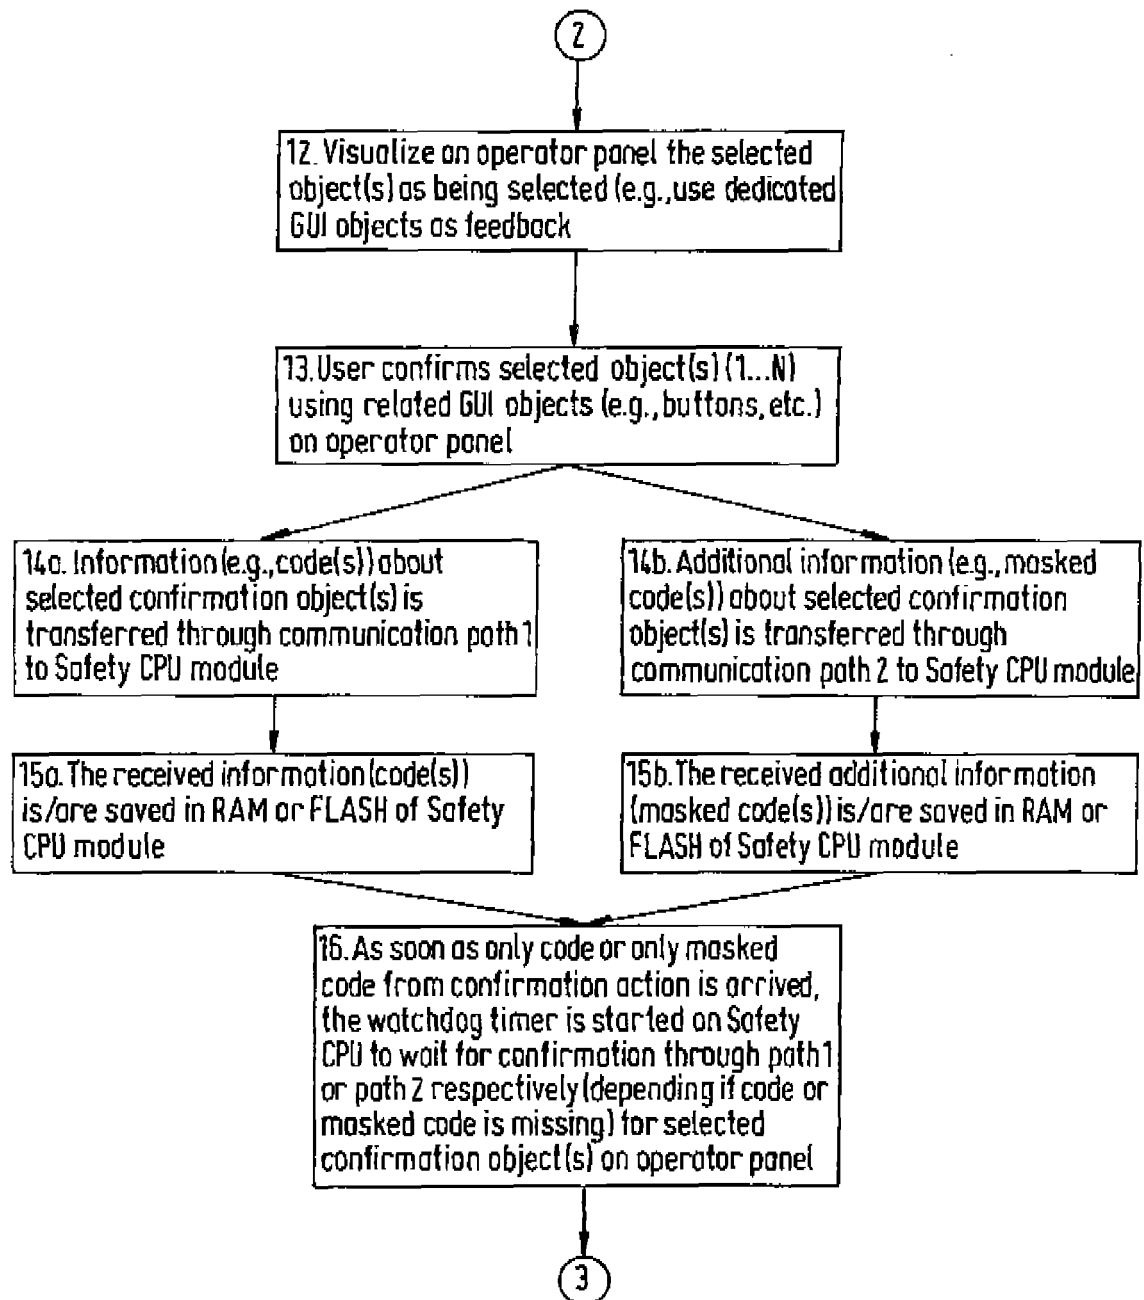 2
12. Visualize on operator panel the selected
object(s) as being selected (e.g., use dedicated
GUI objects as feedback
13. User confirms selected object(s) (1...N)
using related GUI objects (e.g., buttons, etc.)
on operator panel
14a. Information (e.g., code(s)) about
selected confirmation object(s) is
transferred through communication path 1
to Safety CPU module
14b. Additional information (e.g., masked
code(s)) about selected confirmation
object(s) is transferred through
communication path 2 to Safety CPU module
15a. The received information (code(s))
is/are saved in RAM or FLASH of Safety
CPU module
15b. The received additional information
(masked code(s)) is/are saved in RAM or
FLASH of Safety CPU module
16. As soon as only code or only masked
code from confirmation action is arrived,
the watchdog timer is started on Safety
CPU to wait for confirmation through path 1
or path 2 respectively (depending if code or
masked code is missing) for selected
confirmation object(s) on operator panel
3